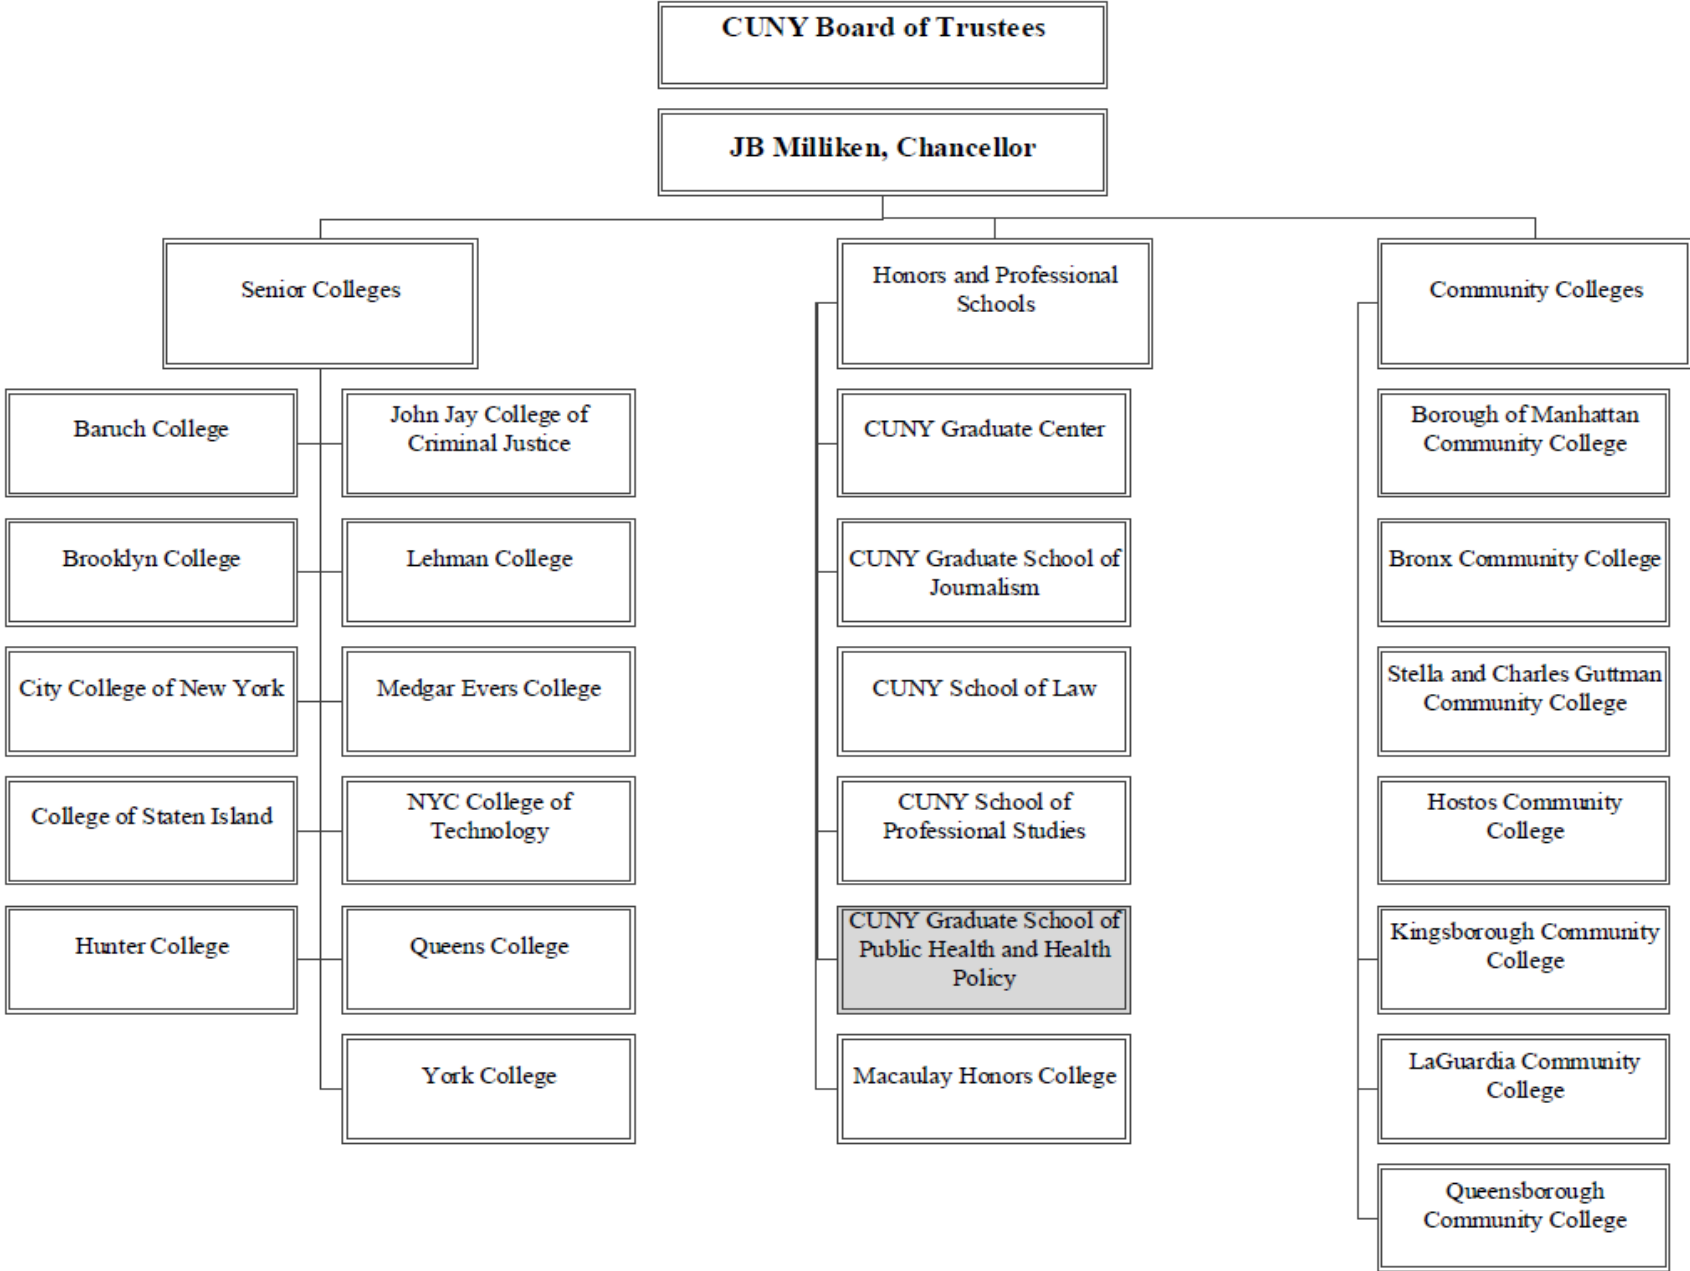 CUNY Board of Trustees
JB Milliken, Chancellor
Senior Colleges
Baruch College
John Jay College of
Criminal Justice
Brooklyn College
Lehman College
City College of New York
Medgar Evers College
College of Staten Island
NYC College of
Technology
Hunter College
Queens College
York College
Honors and Professional
Schools
CUNY Graduate Center
CUNY Graduate School of
Journalism
CUNY School of Law
CUNY School of
Professional Studies
CUNY Graduate School of
Public Health and Health
Policy
Macaulay Honors College
Community Colleges
Borough of Manhattan
Community College
Bronx Community College
Stella and Charles Guttman
Community College
Hostos Community
College
Kingsborough Community
College
LaGuardia Community
College
Queensborough
Community College